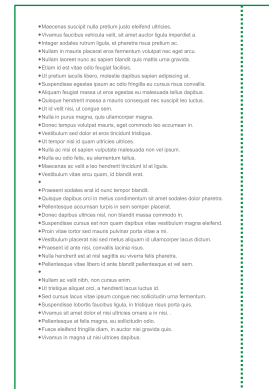 •Maecenas suscipit nulla pretium justo eleifend ultricies.
•Vivamus faucibus vehicula velit, sit amet auctor ligula imperdiet a.
•Integer sodales rutrum ligula, et pharetra risus pretium ac.
•Nullam in mauris placerat eros fermentum volutpat nec eget arcu.
•Nullam laoreet nunc ac sapien blandit quis mattis urna gravida.
•Etiam id est vitae odio feugiat facilisis.
•Ut pretium iaculis libero, molestie dapibus sapien adipiscing at.
•Suspendisse egestas ipsum ac odio fringilla eu cursus risus convallis.
•Aliquam feugiat massa ut eros egestas eu malesuada tellus dapibus.
•Quisque hendrerit massa a mauris consequat nec suscipit leo luctus.
•Ut id velit nisi, ut congue sem.
•Nulla in purus magna, quis ullamcorper magna.
•Donec tempus volutpat mauris, eget commodo leo accumsan in.
•Vestibulum sed dolor et eros tincidunt tristique.
•Ut tempor nisl id quam ultricies ultrices.
•Nulla ac nisl et sapien vulputate malesuada non vel ipsum.
•Nulla eu odio felis, eu elementum tellus.
•Maecenas ac velit a leo hendrerit tincidunt id at ligula.
•Vestibulum vitae arcu quam, id blandit erat.
•
•Praesent sodales erat id nunc tempor blandit.
•Quisque dapibus orci in metus condimentum sit amet sodales dolor pharetra.
•Pellentesque accumsan turpis in sem semper placerat.
•Donec dapibus ultrices nisl, non blandit massa commodo in.
•Suspendisse cursus est non quam dapibus vitae vestibulum magna eleifend.
•Proin vitae tortor sed mauris pulvinar porta vitae a mi.
•Vestibulum placerat nisi sed metus aliquam id ullamcorper lacus dictum.
•Praesent id ante nisi, convallis lacinia risus.
•Nulla hendrerit est at nisl sagittis eu viverra felis pharetra.
•Pellentesque vitae libero id ante blandit pellentesque et vel sem.
•
•Nullam ac velit nibh, non cursus enim.
•Ut tristique aliquet orci, a hendrerit lacus luctus id.
•Sed cursus lacus vitae ipsum congue nec sollicitudin urna fermentum.
•Suspendisse lobortis faucibus ligula, in tristique risus porta quis.
•Vivamus sit amet dolor et nisi ultricies ornare a in nisi. .
•Pellentesque at felis magna, eu sollicitudin odio.
•Fusce eleifend fringilla diam, in auctor nisi gravida quis.
•Vivamus in magna ut nisi ultrices dapibus.